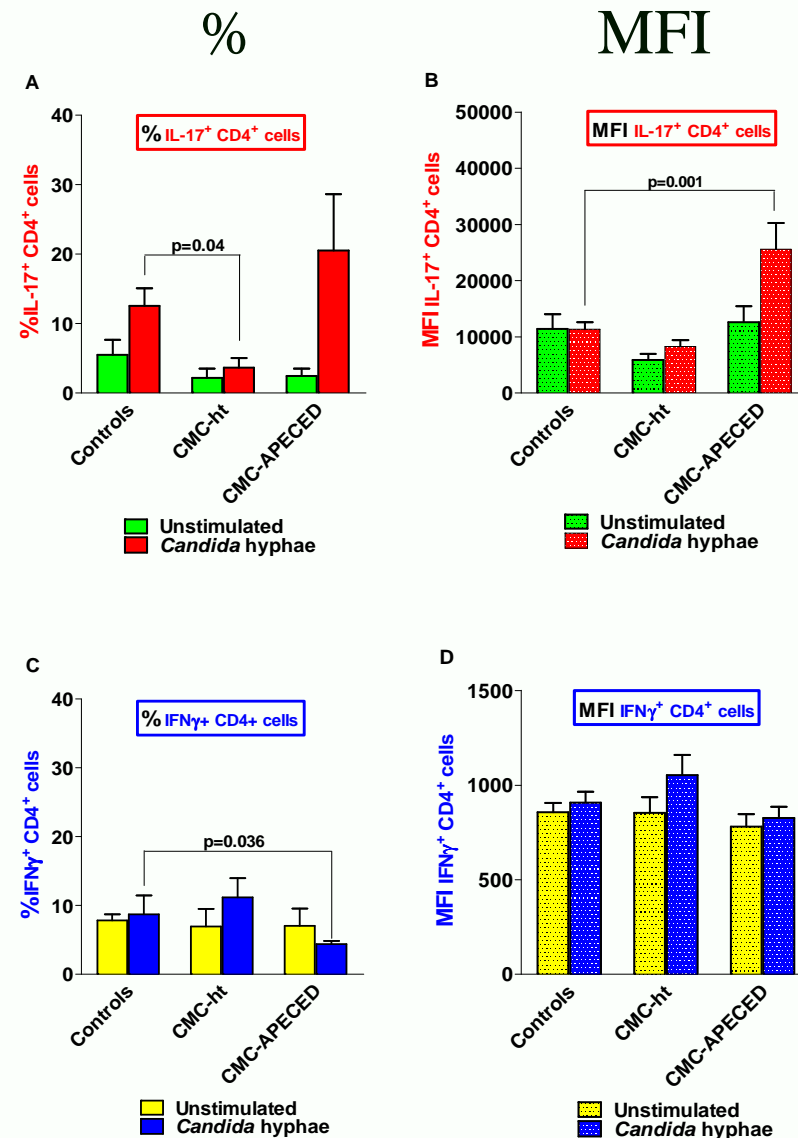 %
MFI
A
% IL-17⁺ CD4⁺ cells
%IL-17⁺ CD4⁺ cells
40
30
20
10
0
p=0.04
Controls
CMC-ht
CMC-APECED
Unstimulated
Candida hyphae
B
MFI IL-17⁺ CD4⁺ cells
MFI IL-17⁺ CD4⁺ cells
50000
40000
30000
20000
10000
0
p=0.001
Controls
CMC-ht
CMC-APECED
Unstimulated
Candida hyphae
C
% IFNγ+ CD4+ cells
%IFNγ⁺ CD4⁺ cells
40
30
20
10
0
p=0.036
Controls
CMC-ht
CMC-APECED
Unstimulated
Candida hyphae
D
MFI IFNγ⁺ CD4⁺ cells
MFI IFNγ⁺ CD4⁺ cells
1500
1000
500
0
Controls
CMC-ht
CMC-APECED
Unstimulated
Candida hyphae